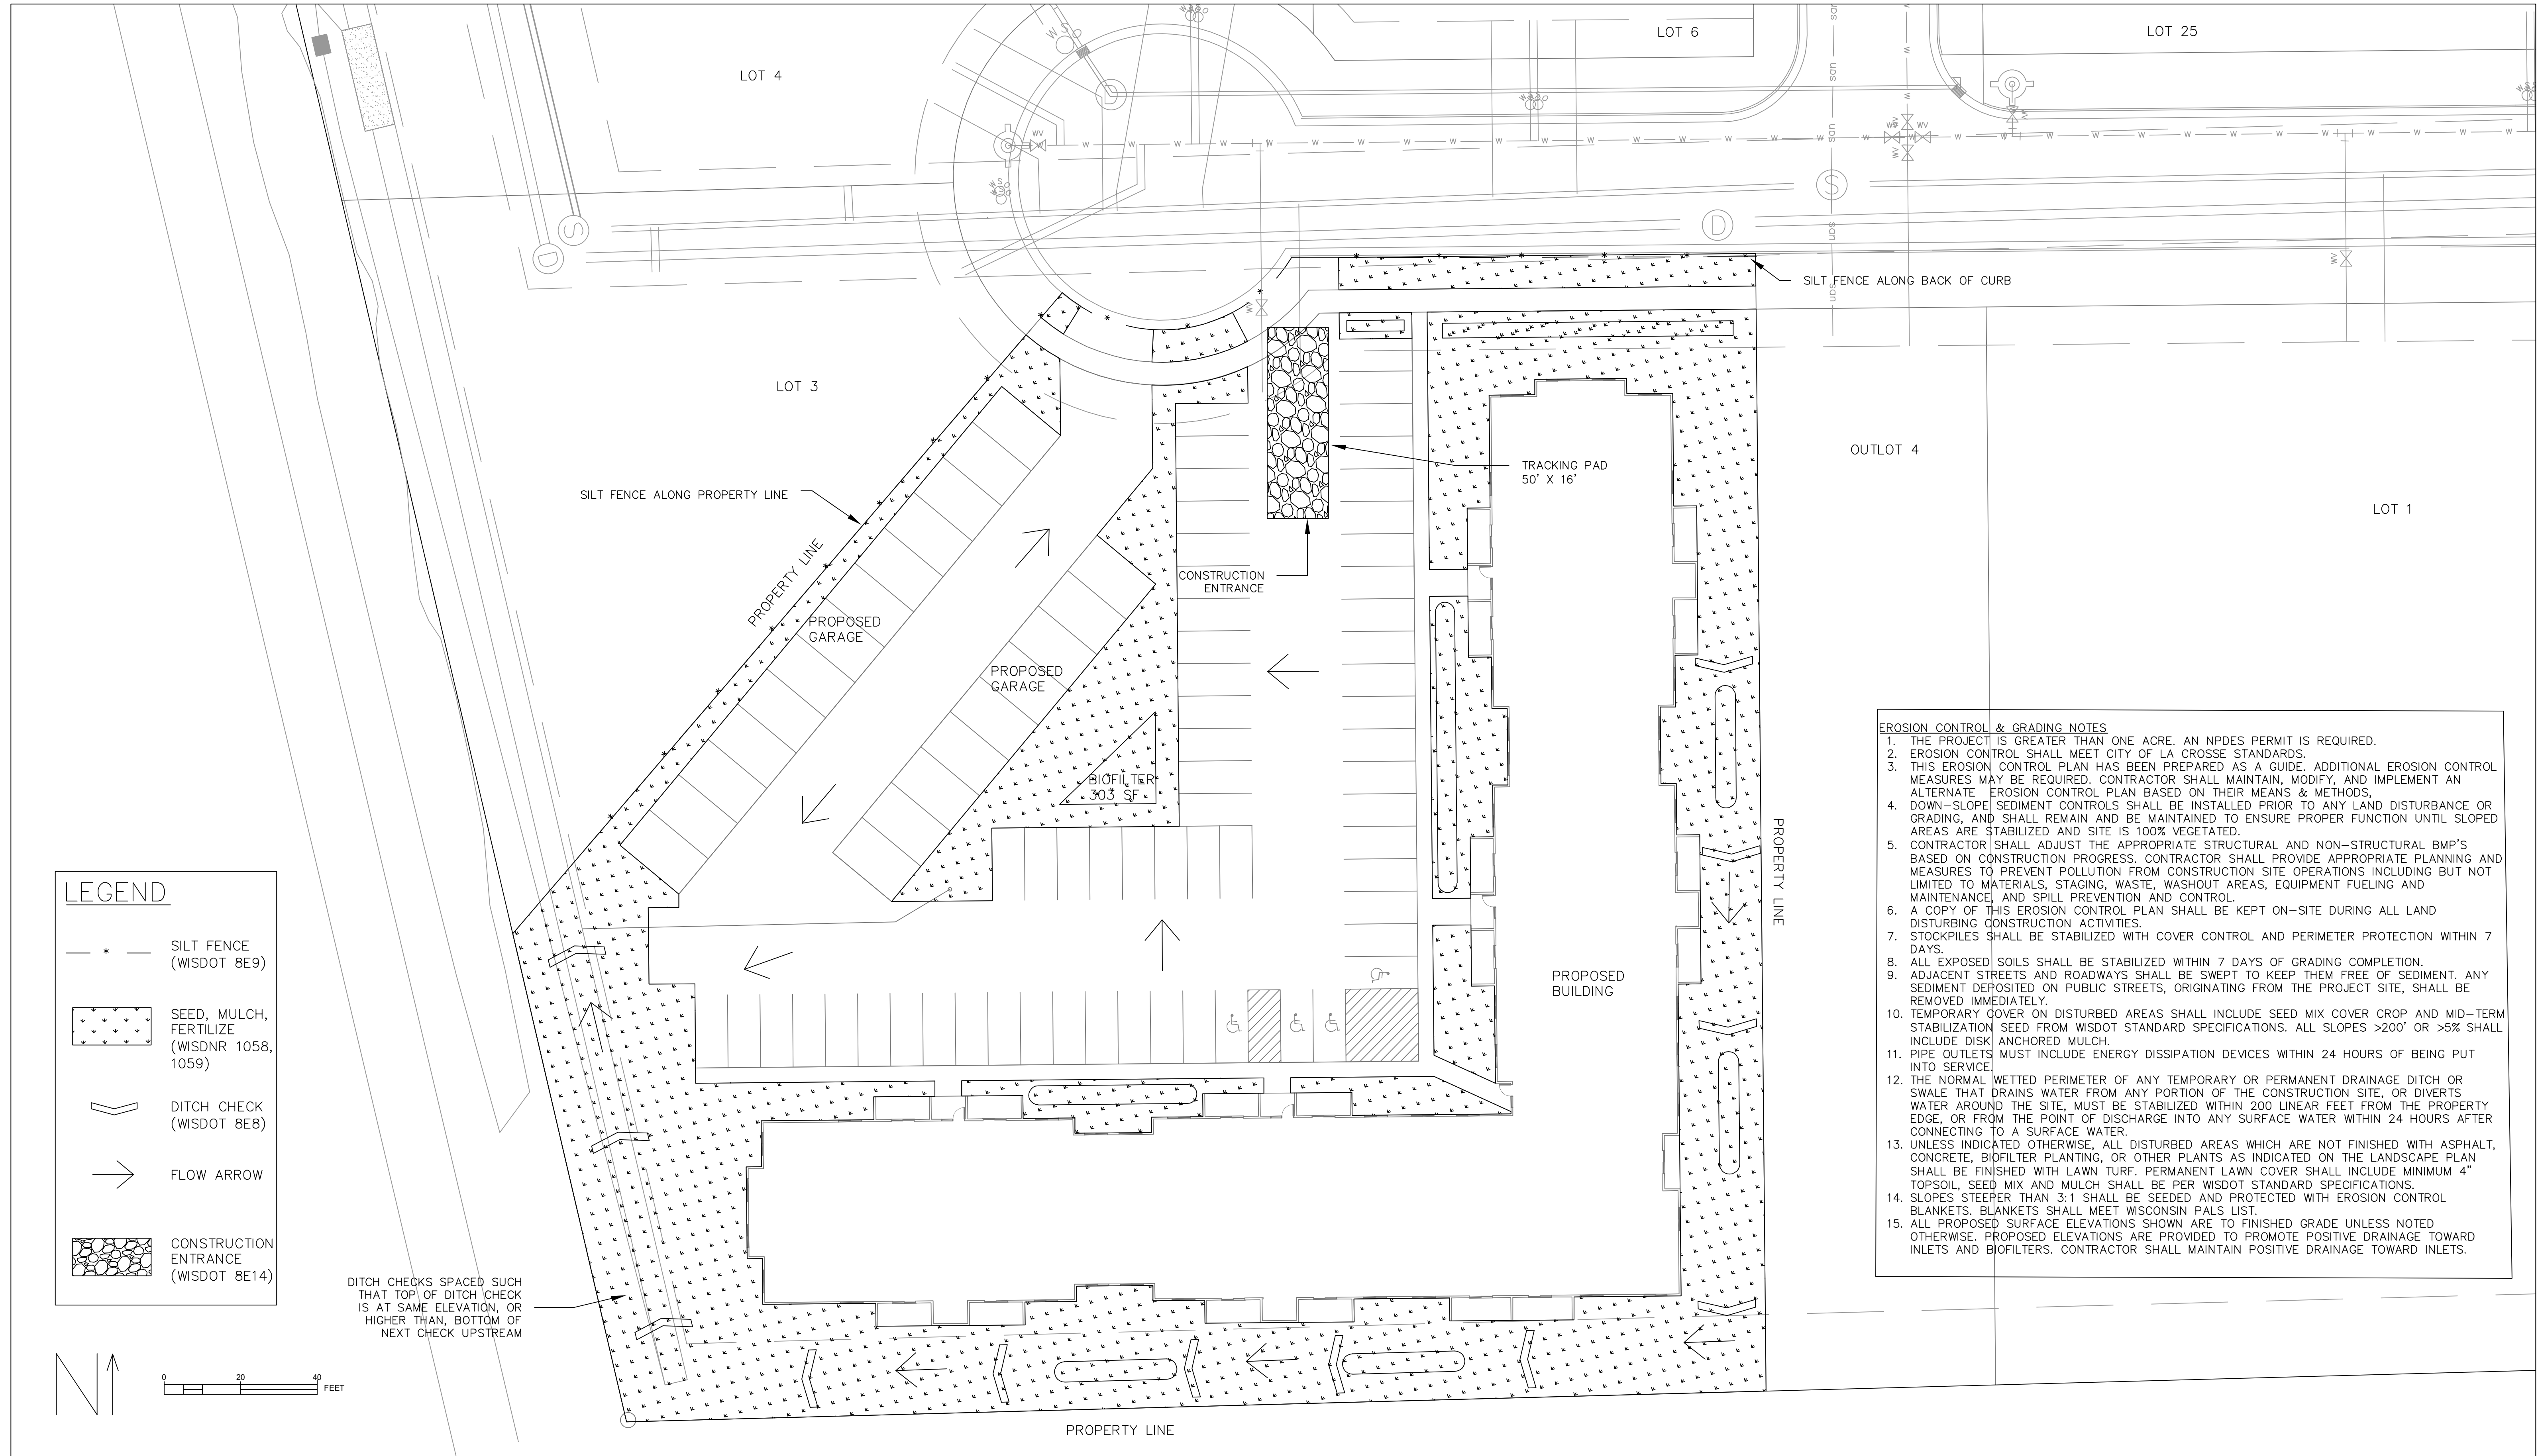 LOT 6
LOT 25
LOT 4
LOT 3
OUTLOT 4
LOT 1
SILT FENCE ALONG BACK OF CURB
TRACKING PAD
50' X 16'
SILT FENCE ALONG PROPERTY LINE
PROPERTY LINE
CONSTRUCTION
ENTRANCE
PROPOSED
GARAGE
PROPOSED
GARAGE
BIOFILTER
303 SF
PROPERTY LINE
PROPOSED
BUILDING
EROSION CONTROL & GRADING NOTES
1. THE PROJECT IS GREATER THAN ONE ACRE. AN NPDES PERMIT IS REQUIRED.
2. EROSION CONTROL SHALL MEET CITY OF LA CROSSE STANDARDS.
3. THIS EROSION CONTROL PLAN HAS BEEN PREPARED AS A GUIDE. ADDITIONAL EROSION CONTROL
MEASURES MAY BE REQUIRED. CONTRACTOR SHALL MAINTAIN, MODIFY, AND IMPLEMENT AN
ALTERNATE EROSION CONTROL PLAN BASED ON THEIR MEANS & METHODS,
4. DOWN-SLOPE SEDIMENT CONTROLS SHALL BE INSTALLED PRIOR TO ANY LAND DISTURBANCE OR
GRADING, AND SHALL REMAIN AND BE MAINTAINED TO ENSURE PROPER FUNCTION UNTIL SLOPED
AREAS ARE STABILIZED AND SITE IS 100% VEGETATED.
5. CONTRACTOR SHALL ADJUST THE APPROPRIATE STRUCTURAL AND NON-STRUCTURAL BMP'S
BASED ON CONSTRUCTION PROGRESS. CONTRACTOR SHALL PROVIDE APPROPRIATE PLANNING AND
MEASURES TO PREVENT POLLUTION FROM CONSTRUCTION SITE OPERATIONS INCLUDING BUT NOT
LIMITED TO MATERIALS, STAGING, WASTE, WASHOUT AREAS, EQUIPMENT FUELING AND
MAINTENANCE, AND SPILL PREVENTION AND CONTROL.
6. A COPY OF THIS EROSION CONTROL PLAN SHALL BE KEPT ON-SITE DURING ALL LAND
DISTURBING CONSTRUCTION ACTIVITIES.
7. STOCKPILES SHALL BE STABILIZED WITH COVER CONTROL AND PERIMETER PROTECTION WITHIN 7
DAYS.
8. ALL EXPOSED SOILS SHALL BE STABILIZED WITHIN 7 DAYS OF GRADING COMPLETION.
9. ADJACENT STREETS AND ROADWAYS SHALL BE SWEPT TO KEEP THEM FREE OF SEDIMENT. ANY
SEDIMENT DEPOSITED ON PUBLIC STREETS, ORIGINATING FROM THE PROJECT SITE, SHALL BE
REMOVED IMMEDIATELY.
10. TEMPORARY COVER ON DISTURBED AREAS SHALL INCLUDE SEED MIX COVER CROP AND MID-TERM
STABILIZATION SEED FROM WISDOT STANDARD SPECIFICATIONS. ALL SLOPES >200' OR >5% SHALL
INCLUDE DISK ANCHORED MULCH.
11. PIPE OUTLETS MUST INCLUDE ENERGY DISSIPATION DEVICES WITHIN 24 HOURS OF BEING PUT
INTO SERVICE.
12. THE NORMAL WETTED PERIMETER OF ANY TEMPORARY OR PERMANENT DRAINAGE DITCH OR
SWALE THAT DRAINS WATER FROM ANY PORTION OF THE CONSTRUCTION SITE, OR DIVERTS
WATER AROUND THE SITE, MUST BE STABILIZED WITHIN 200 LINEAR FEET FROM THE PROPERTY
EDGE, OR FROM THE POINT OF DISCHARGE INTO ANY SURFACE WATER WITHIN 24 HOURS AFTER
CONNECTING TO A SURFACE WATER.
13. UNLESS INDICATED OTHERWISE, ALL DISTURBED AREAS WHICH ARE NOT FINISHED WITH ASPHALT,
CONCRETE, BIOFILTER PLANTING, OR OTHER PLANTS AS INDICATED ON THE LANDSCAPE PLAN
SHALL BE FINISHED WITH LAWN TURF. PERMANENT LAWN COVER SHALL INCLUDE MINIMUM 4"
TOPSOIL, SEED MIX AND MULCH SHALL BE PER WISDOT STANDARD SPECIFICATIONS.
14. SLOPES STEEPER THAN 3:1 SHALL BE SEEDED AND PROTECTED WITH EROSION CONTROL
BLANKETS. BLANKETS SHALL MEET WISCONSIN PALS LIST.
15. ALL PROPOSED SURFACE ELEVATIONS SHOWN ARE TO FINISHED GRADE UNLESS NOTED
OTHERWISE. PROPOSED ELEVATIONS ARE PROVIDED TO PROMOTE POSITIVE DRAINAGE TOWARD
INLETS AND BIOFILTERS. CONTRACTOR SHALL MAINTAIN POSITIVE DRAINAGE TOWARD INLETS.
LEGEND
SILT FENCE
(WISDOT 8E9)
SEED, MULCH,
FERTILIZE
(WISDNR 1058,
1059)
DITCH CHECK
(WISDOT 8E8)
FLOW ARROW
CONSTRUCTION
ENTRANCE
(WISDOT 8E14)
DITCH CHECKS SPACED SUCH
THAT TOP OF DITCH CHECK
IS AT SAME ELEVATION, OR
HIGHER THAN, BOTTOM OF
NEXT CHECK UPSTREAM
N
0 20 40
FEET
PROPERTY LINE